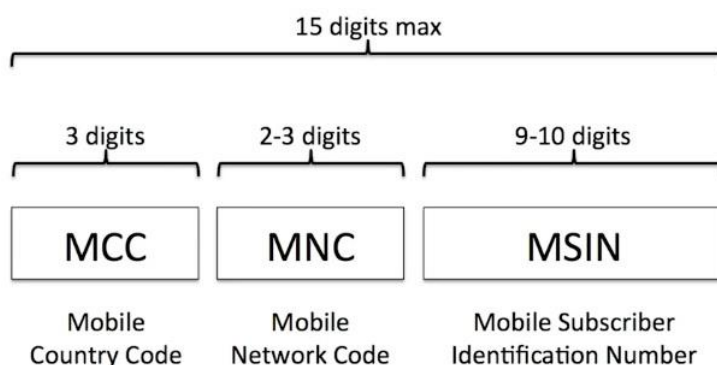 15 digits max
3 digits
2-3 digits
9-10 digits
MCC
MNC
MSIN
Mobile
Country Code
Mobile
Network Code
Mobile Subscriber
Identification Number